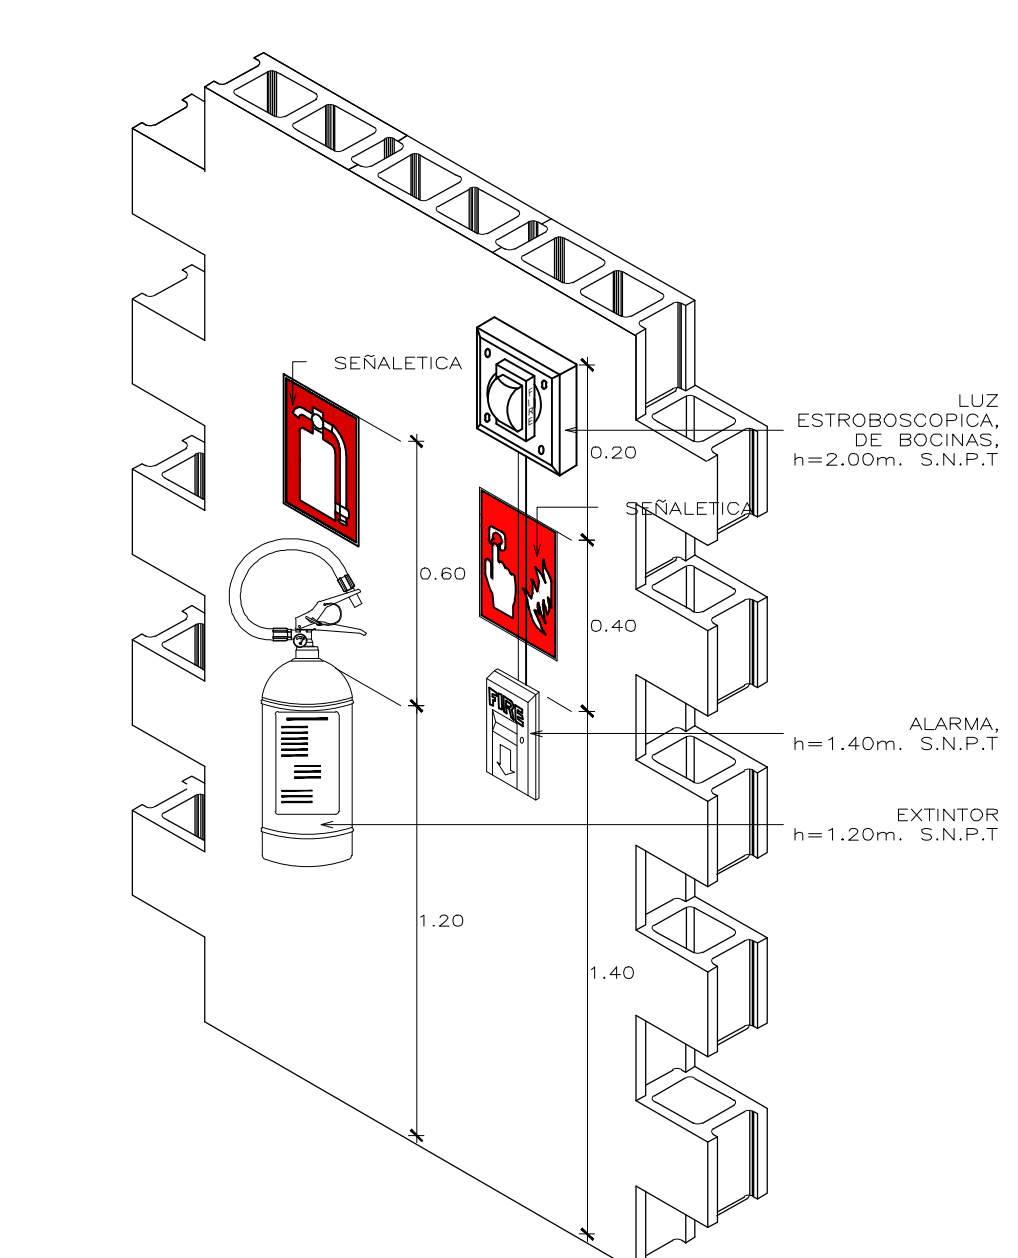 SEÑALETICA
FIRE
LUZ
ESTROBOSCOPICA,
DE BOCINAS,
h=2.00m. S.N.P.T
0.20
SEÑALETICA
0.60
0.40
FIRE
ALARMA,
h=1.40m. S.N.P.T
EXTINTOR
h=1.20m. S.N.P.T
1.20
1.40